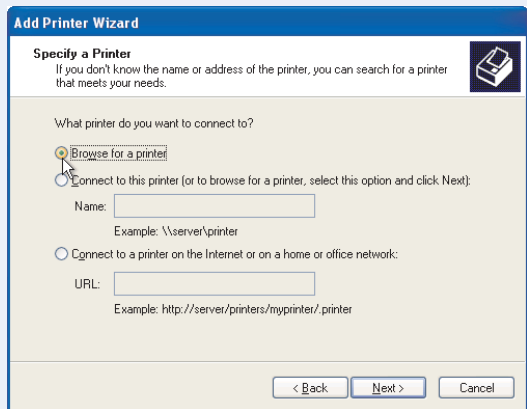 Add Printer Wizard
Specify a Printer
If you don't know the name or address of the printer, you can search for a printer
that meets your needs.
What printer do you want to connect to?
Browse for a printer
Connect to this printer (or to browse for a printer, select this option and click Next):
Name:
Example: \\server\printer
Connect to a printer on the Internet or on a home or office network:
URL:
Example: http://server/printers/myprinter/.printer
< Back Next > Cancel